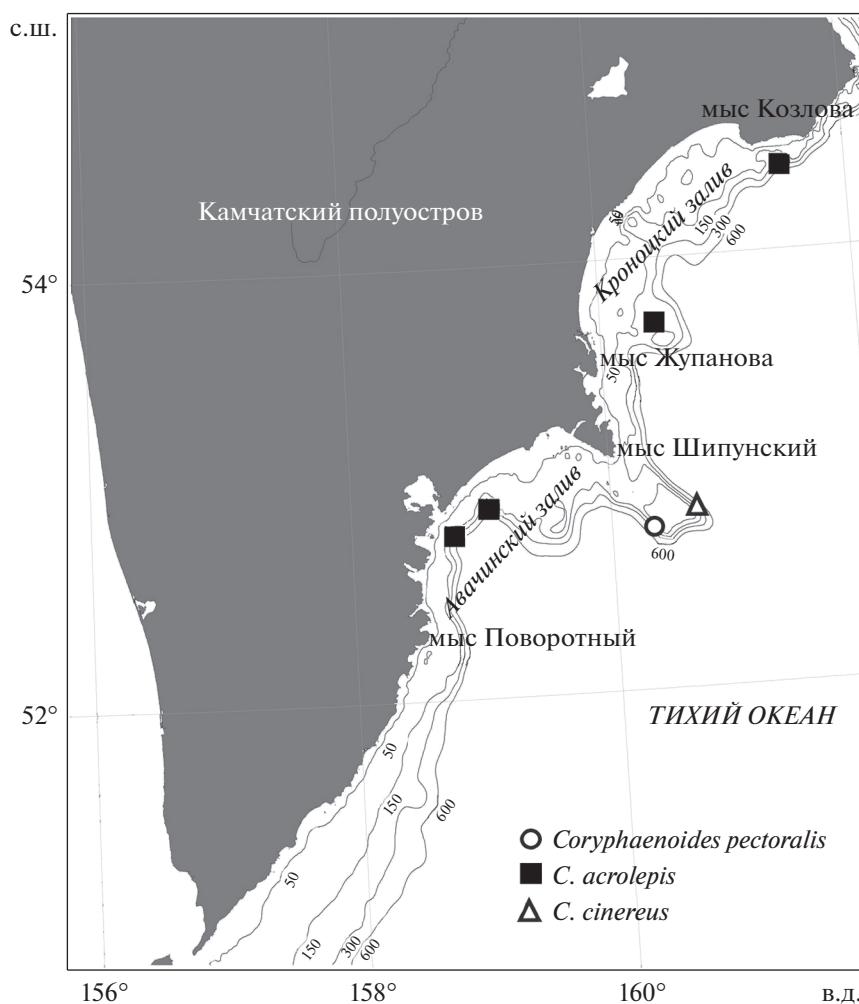 с.ш.
мыс Козлова
Камчатский полуостров
50
150
300
600
Кроноцкий залив
54°
мыс Жупанова
50
мыс Шипунский
Авачинский залив
600
мыс Поворотный
52°
ТИХИЙ ОКЕАН
50
150
600
Coryphaenoides pectoralis
C. acrolepis
C. cinereus
50
150
300
600
156°
158°
160°
в.д.